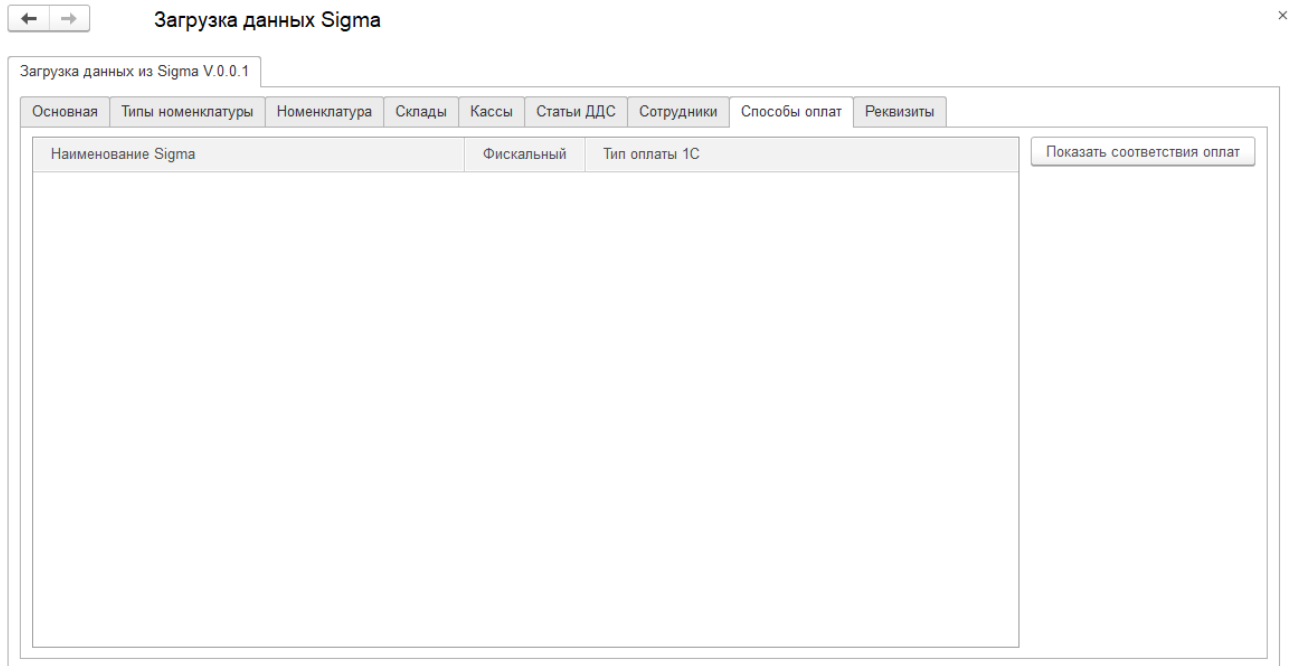 Загрузка данных Sigma
Загрузка данных из Sigma V.0.0.1
Основная Типы номенклатуры Номенклатура Склады Кассы Статьи ДДС Сотрудники Способы оплат Реквизиты
Наименование Sigma Фискальный Тип оплаты 1С Показать соответствия оплат